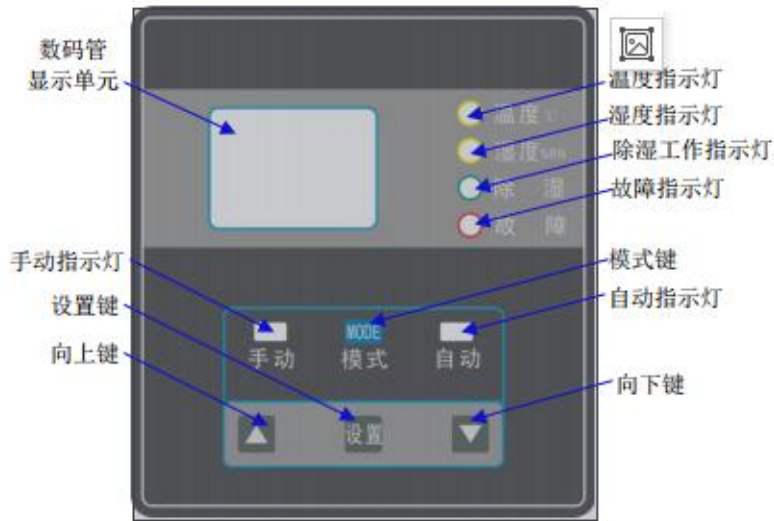 数码管
显示单元
温度指示灯
湿度指示灯
除湿工作指示灯
故障指示灯
温度℃
湿度%RH
除 湿
故 障
手动指示灯
设置键
向上键
模式键
自动指示灯
向下键
MODE
手动
模式
自动
设置